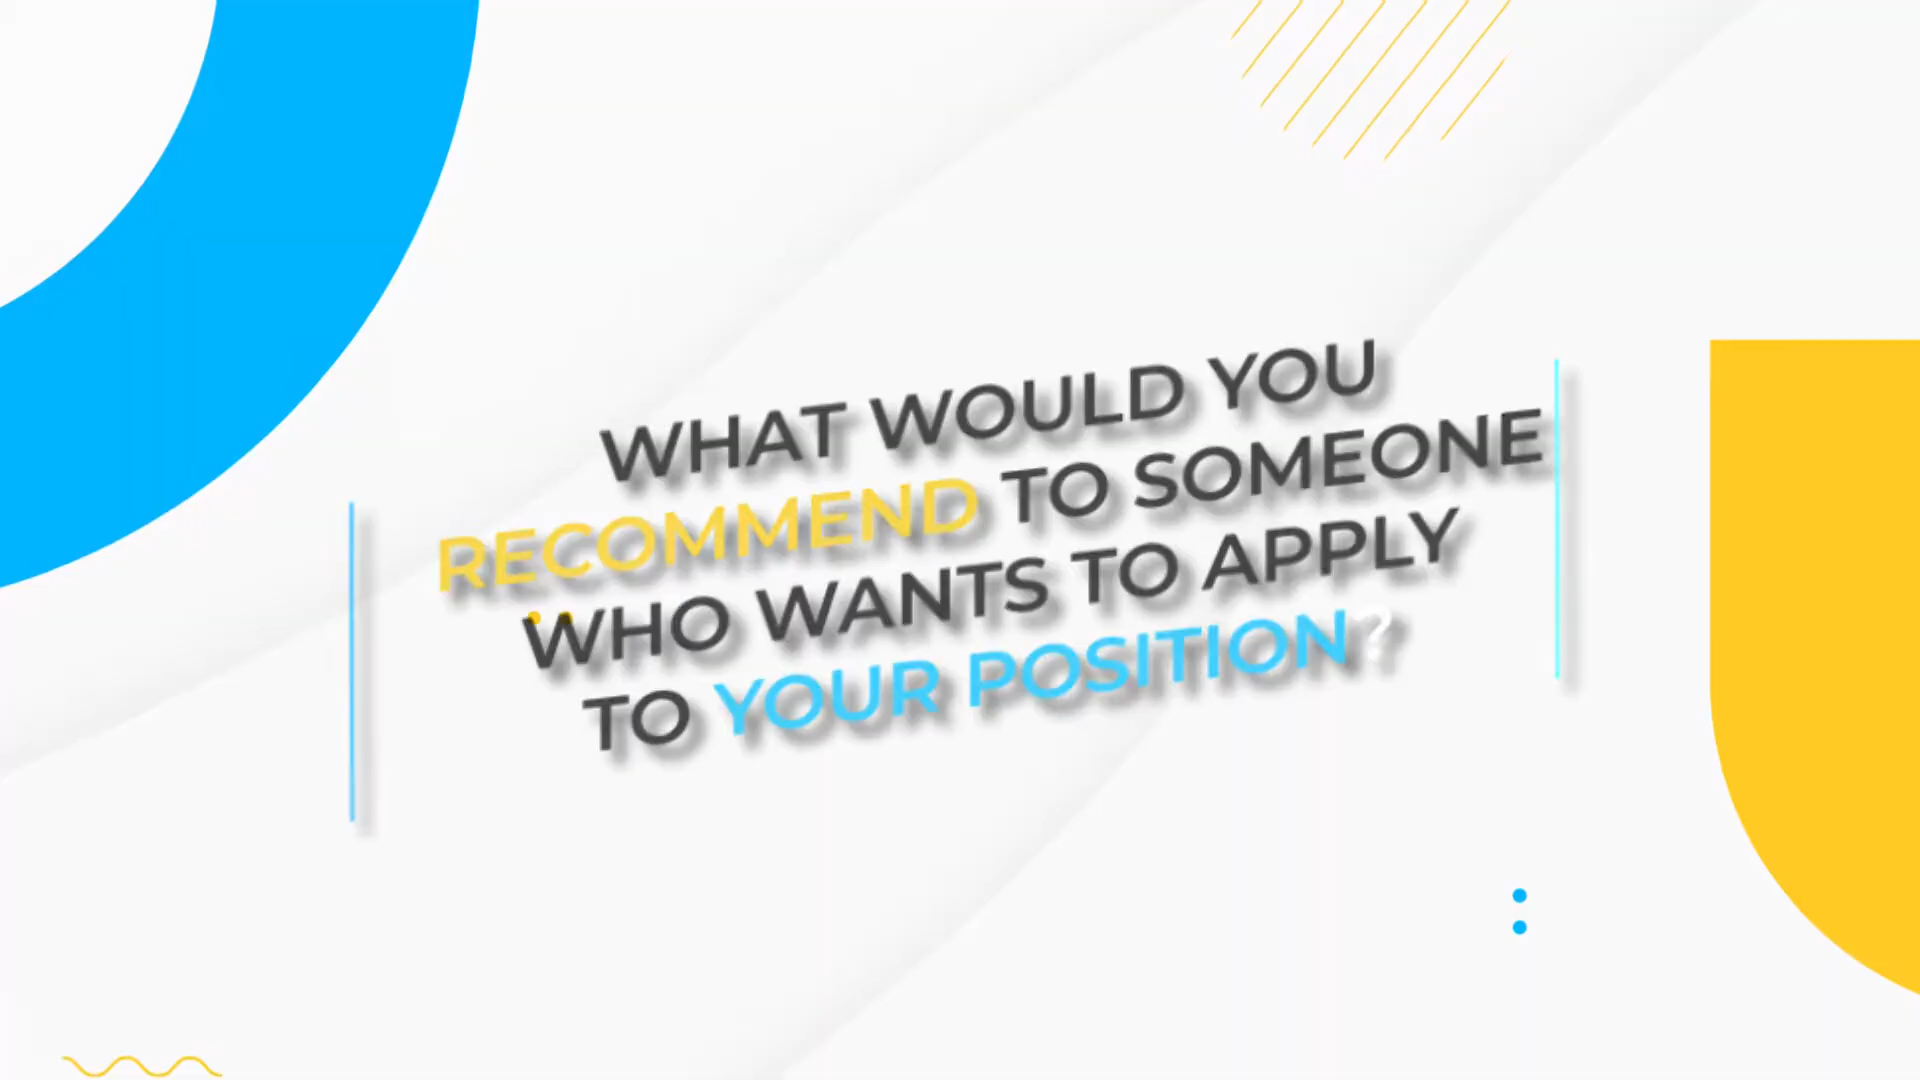 WHAT WOULD YOU
RECOMMEND TO SOMEONE
WHO WANTS TO APPLY
TO YOUR POSITION?